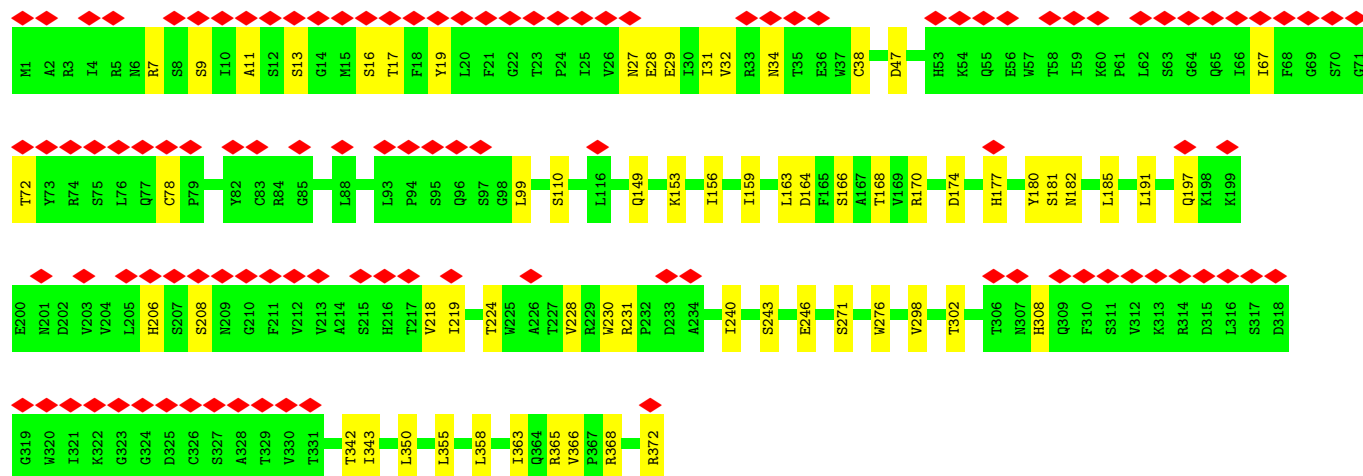 M1 A2 R3 I4 R5 N6 R7 S8 S9 I10 A11 S12 S13 G14 M15 S16 T17 F18 Y19 L20 F21 G22 T23 P24 I25 V26 N27 E28 E29 I30 I31 V32 R33 N34 T35 E36 W37 C38 D47 H53 K54 Q55 E56 W57 T58 I59 K60 P61 L62 S63 G64 Q65 I66 I67 F68 G69 S70 G71
T72 Y73 R74 S75 L76 Q77 C78 P79 Y82 C83 R84 G85 L88 L93 P94 S95 Q96 S97 G98 L99 S110 L116 Q149 K153 I156 I159 L163 D164 F165 S166 A167 T168 V169 R170 D174 H177 Y180 S181 N182 L185 L191 Q197 K198 K199
E200 N201 D202 V203 V204 L205 H206 S207 S208 N209 G210 F211 V212 V213 A214 S215 H216 T217 V218 I219 T224 W225 A226 T227 V228 R229 W230 R231 P232 D233 A234 I240 S243 E246 S271 W276 V298 T302 T306 N307 H308 Q309 F310 S311 V312 K313 R314 D315 L316 S317 D318
G319 W320 I321 K322 G323 G324 D325 C326 S327 A328 T329 V330 T331 T342 I343 L350 L355 L358 I363 Q364 R365 V366 P367 R368 R372